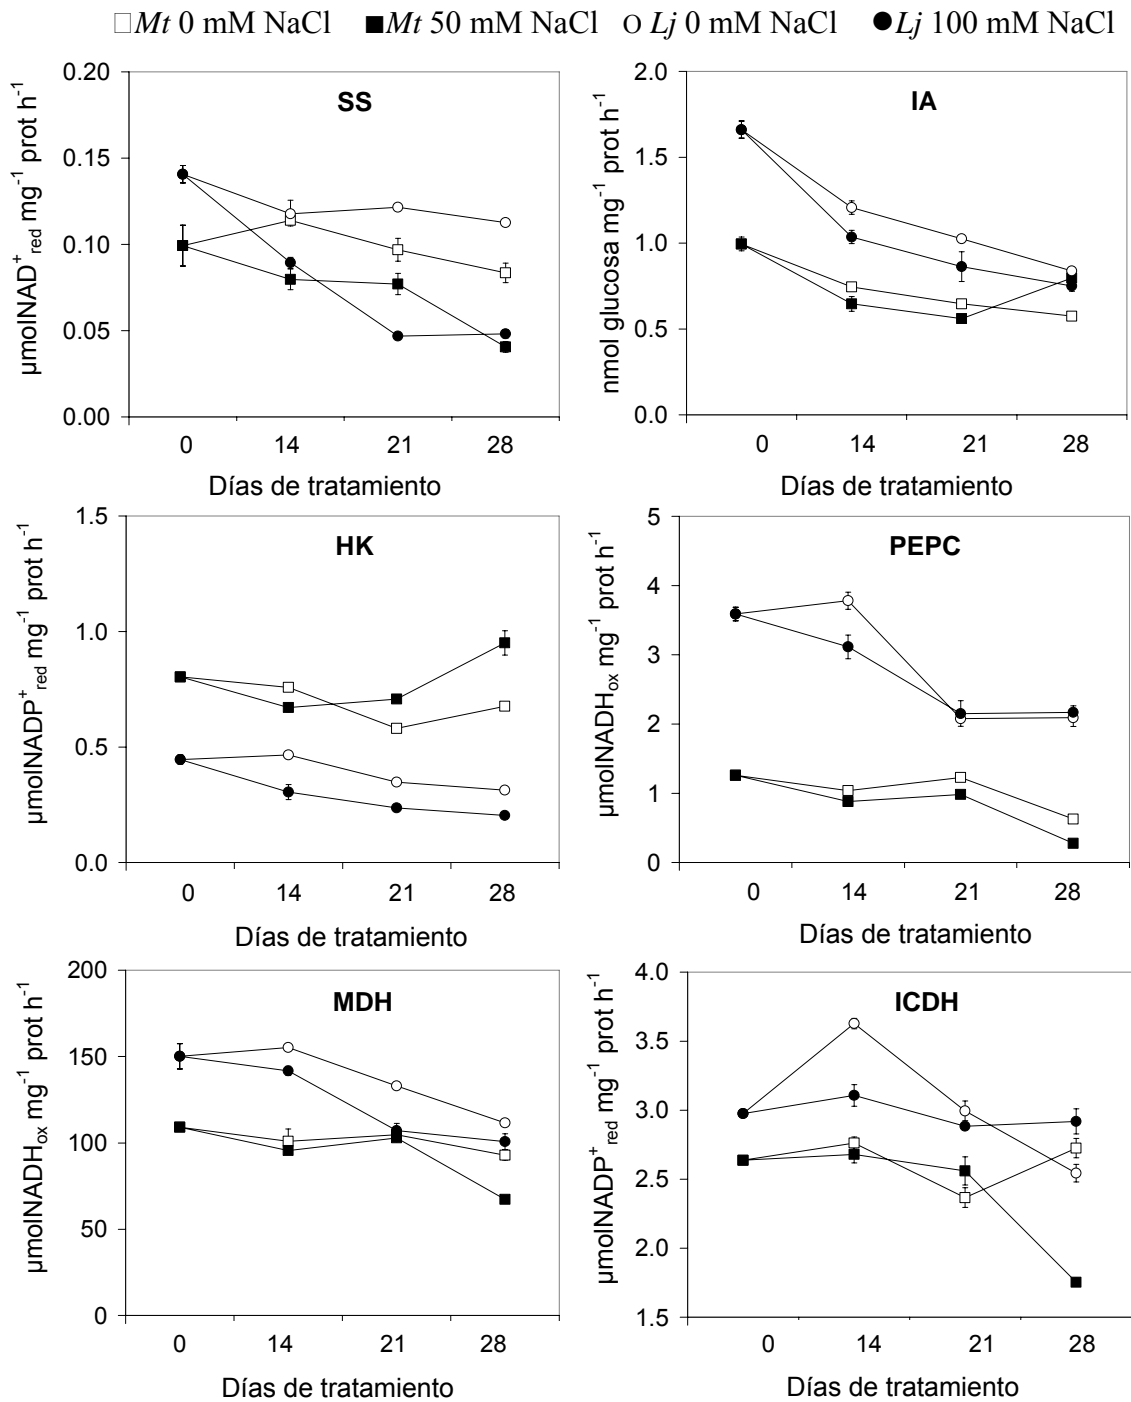 □Mt 0 mM NaCl ■Mt 50 mM NaCl ○ Lj 0 mM NaCl ●Lj 100 mM NaCl
SS
µmolNAD⁺red mg⁻¹ prot h⁻¹
0.20
0.15
0.10
0.05
0.00
0 14 21 28
Días de tratamiento
IA
nmol glucosa mg⁻¹ prot h⁻¹
2.0
1.5
1.0
0.5
0.0
0 14 21 28
Días de tratamiento
HK
µmolNADP⁺red mg⁻¹ prot h⁻¹
1.5
1.0
0.5
0.0
0 14 21 28
Días de tratamiento
PEPC
µmolNADHox mg⁻¹ prot h⁻¹
5
4
3
2
1
0
0 14 21 28
Días de tratamiento
MDH
µmolNADHox mg⁻¹ prot h⁻¹
200
150
100
50
0
0 14 21 28
Días de tratamiento
ICDH
µmolNADP⁺red mg⁻¹ prot h⁻¹
4.0
3.5
3.0
2.5
2.0
1.5
0 14 21 28
Días de tratamiento